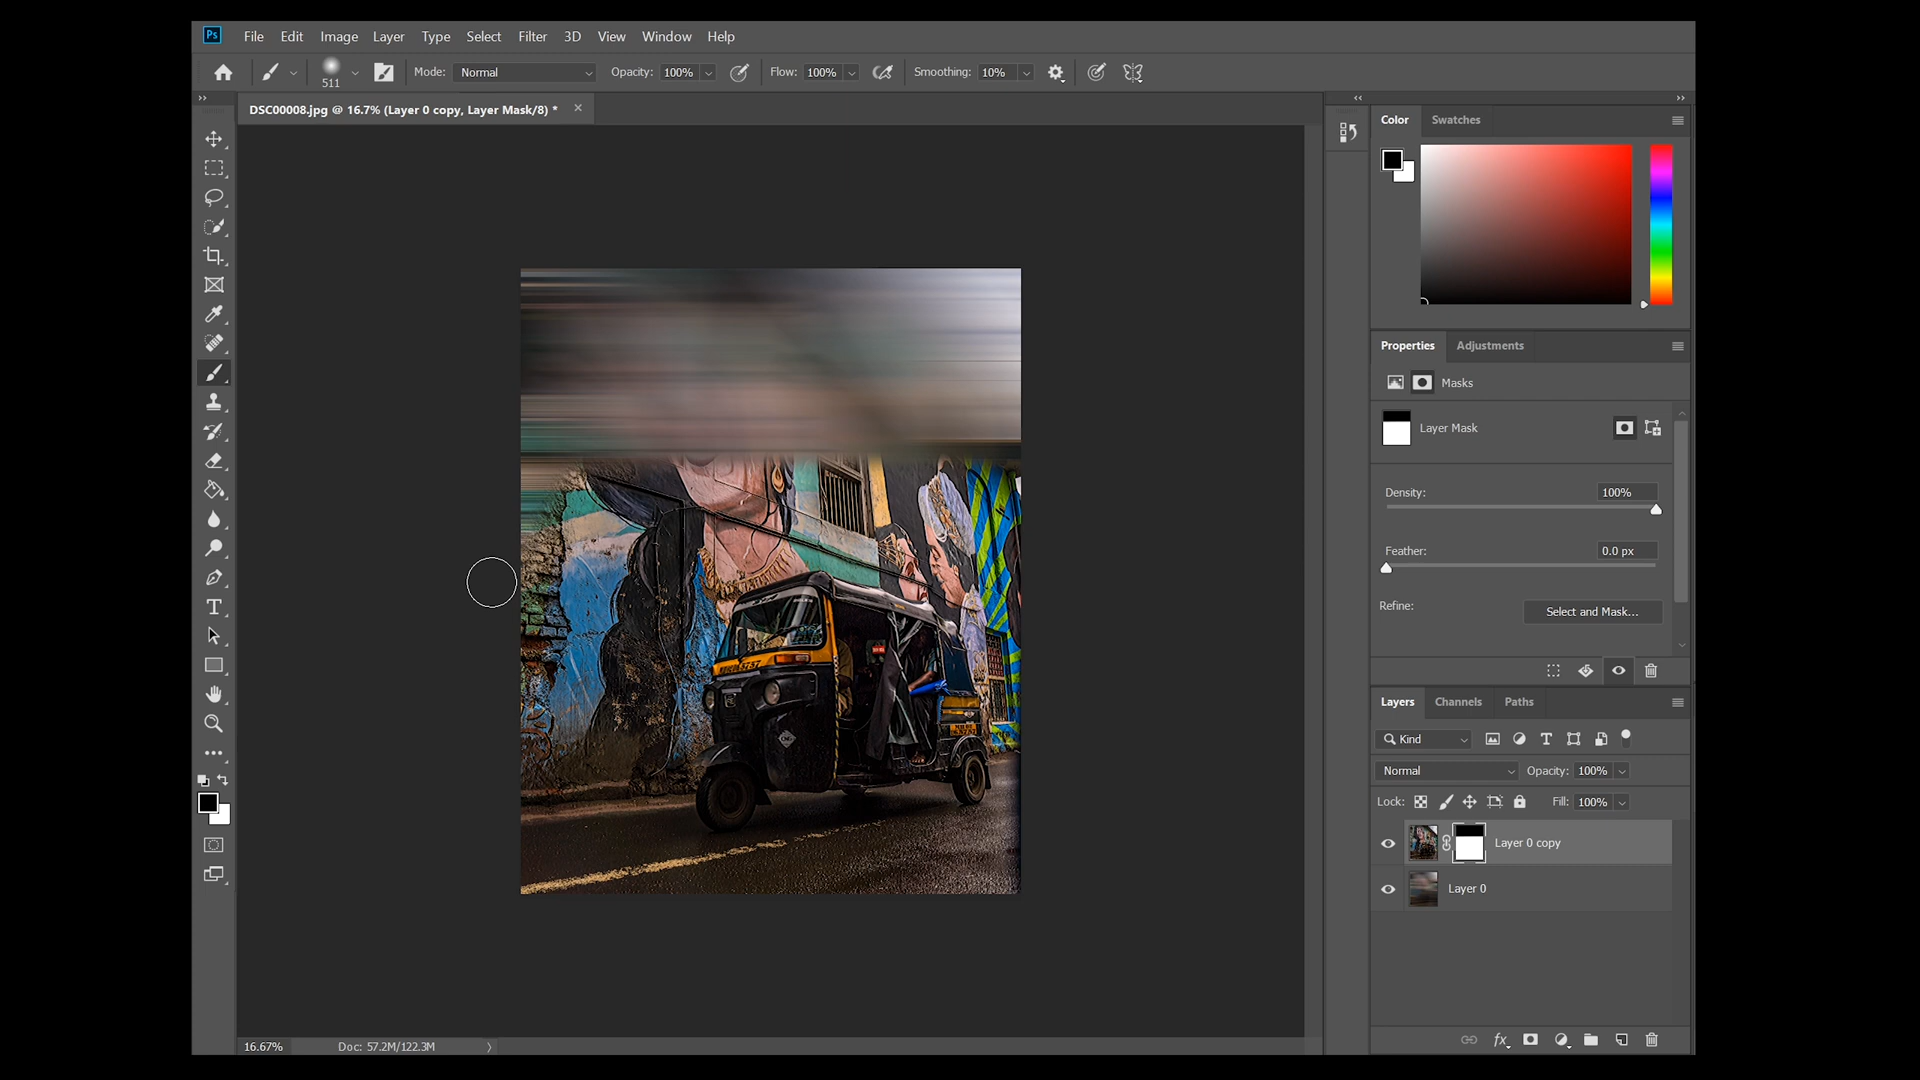 Ps File Edit Image Layer Type Select Filter 3D View Window Help
511 Mode: Normal Opacity: 100% Flow: 100% Smoothing: 10%
DSC00008.jpg @ 16.7% (Layer 0 copy, Layer Mask/8) *
Color Swatches
Properties Adjustments
Masks
Layer Mask
Density: 100%
Feather: 0.0 px
Refine: Select and Mask...
Layers Channels Paths
Kind
Normal Opacity: 100%
Lock: Fill: 100%
Layer 0 copy
Layer 0
16.67% Doc: 57.2M/122.3M